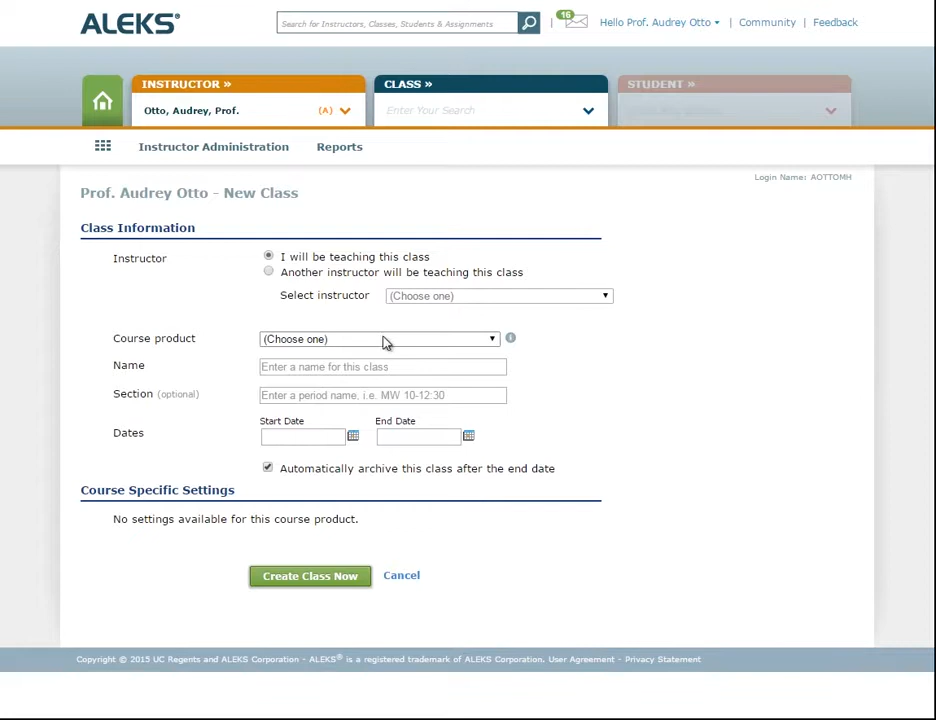 ALEKS®
Search for Instructors, Classes, Students & Assignments
16
Hello Prof. Audrey Otto
Community
Feedback
INSTRUCTOR »
Otto, Audrey, Prof.
(A)
CLASS »
Enter Your Search
STUDENT »
Instructor Administration
Reports
Login Name: AOTTOMH
Prof. Audrey Otto - New Class
Class Information
Instructor
I will be teaching this class
Another instructor will be teaching this class
Select instructor
(Choose one)
Course product
(Choose one)
Name
Enter a name for this class
Section (optional)
Enter a period name, i.e. MW 10-12:30
Dates
Start Date
End Date
Automatically archive this class after the end date
Course Specific Settings
No settings available for this course product.
Create Class Now
Cancel
Copyright © 2015 UC Regents and ALEKS Corporation - ALEKS® is a registered trademark of ALEKS Corporation. User Agreement - Privacy Statement